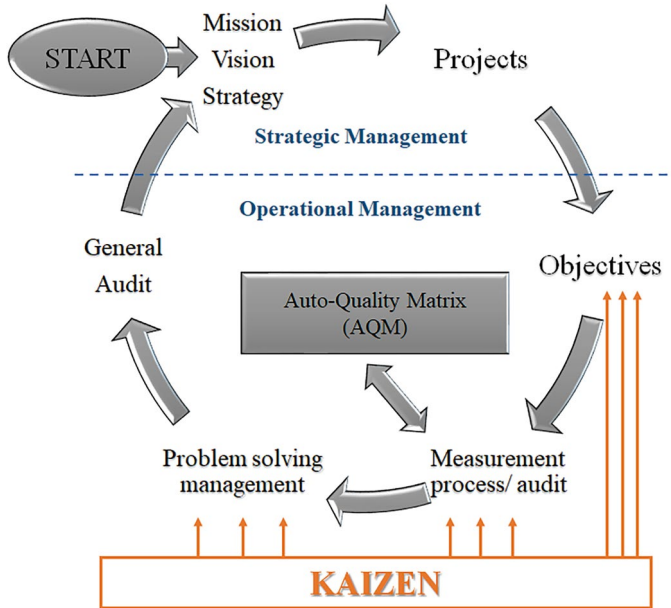 START
Mission
Vision
Strategy
Projects
Strategic Management
Operational Management
General
Audit
Objectives
Auto-Quality Matrix
(AQM)
Problem solving
management
Measurement
process/ audit
KAIZEN